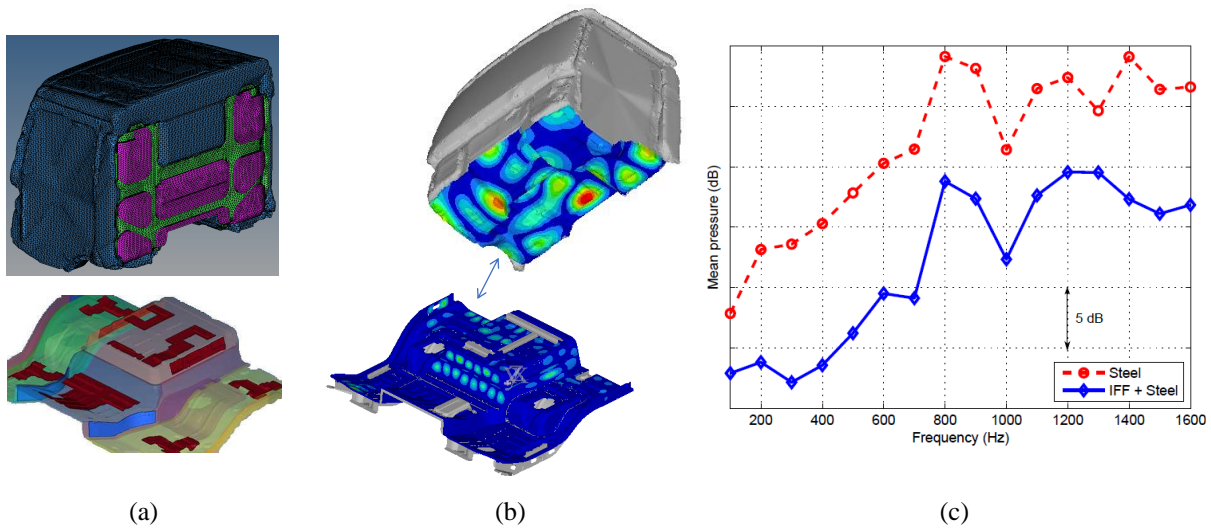 Mean pressure (dB)
5 dB
Steel
IFF + Steel
200 400 600 800 1000 1200 1400 1600
Frequency (Hz)
(a) (b) (c)